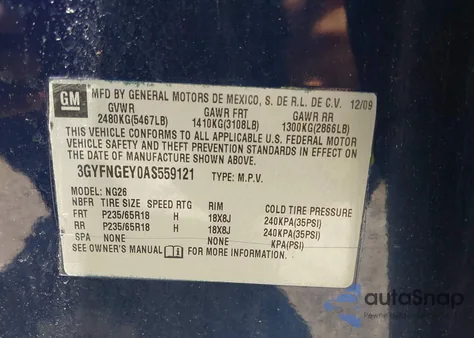 GM
MFD BY GENERAL MOTORS DE MEXICO, S. DE R.L. DE C.V. 12/09
GVWR GAWR FRT GAWR RR
2480KG(5467LB) 1410KG(3108LB) 1300KG(2866LB)
THIS VEHICLE CONFORMS TO ALL APPLICABLE U.S. FEDERAL MOTOR
VEHICLE SAFETY AND THEFT PREVENTION STANDARDS IN EFFECT ON
THE DATE OF MANUFACTURE SHOWN ABOVE.
3GYFNGEY0AS559121 TYPE: M.P.V.
MODEL: NG26
NBFR TIRE SIZE SPEED RTG RIM COLD TIRE PRESSURE
FRT P235/65R18 H 18X8J 240KPA(35PSI)
RR P235/65R18 H 18X8J 240KPA(35PSI)
SPA NONE NONE KPA(PSI)
SEE OWNER'S MANUAL FOR MORE INFORMATION.
autoSnap